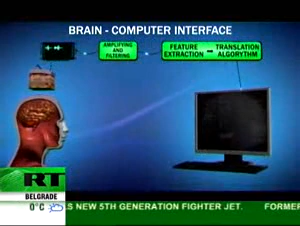 BRAIN - COMPUTER INTERFACE
AMPLIFYING AND FILTERING
FEATURE EXTRACTION
TRANSLATION ALGORYTHM
RT
BELGRADE
0°C
S NEW 5TH GENERATION FIGHTER JET. FORMER